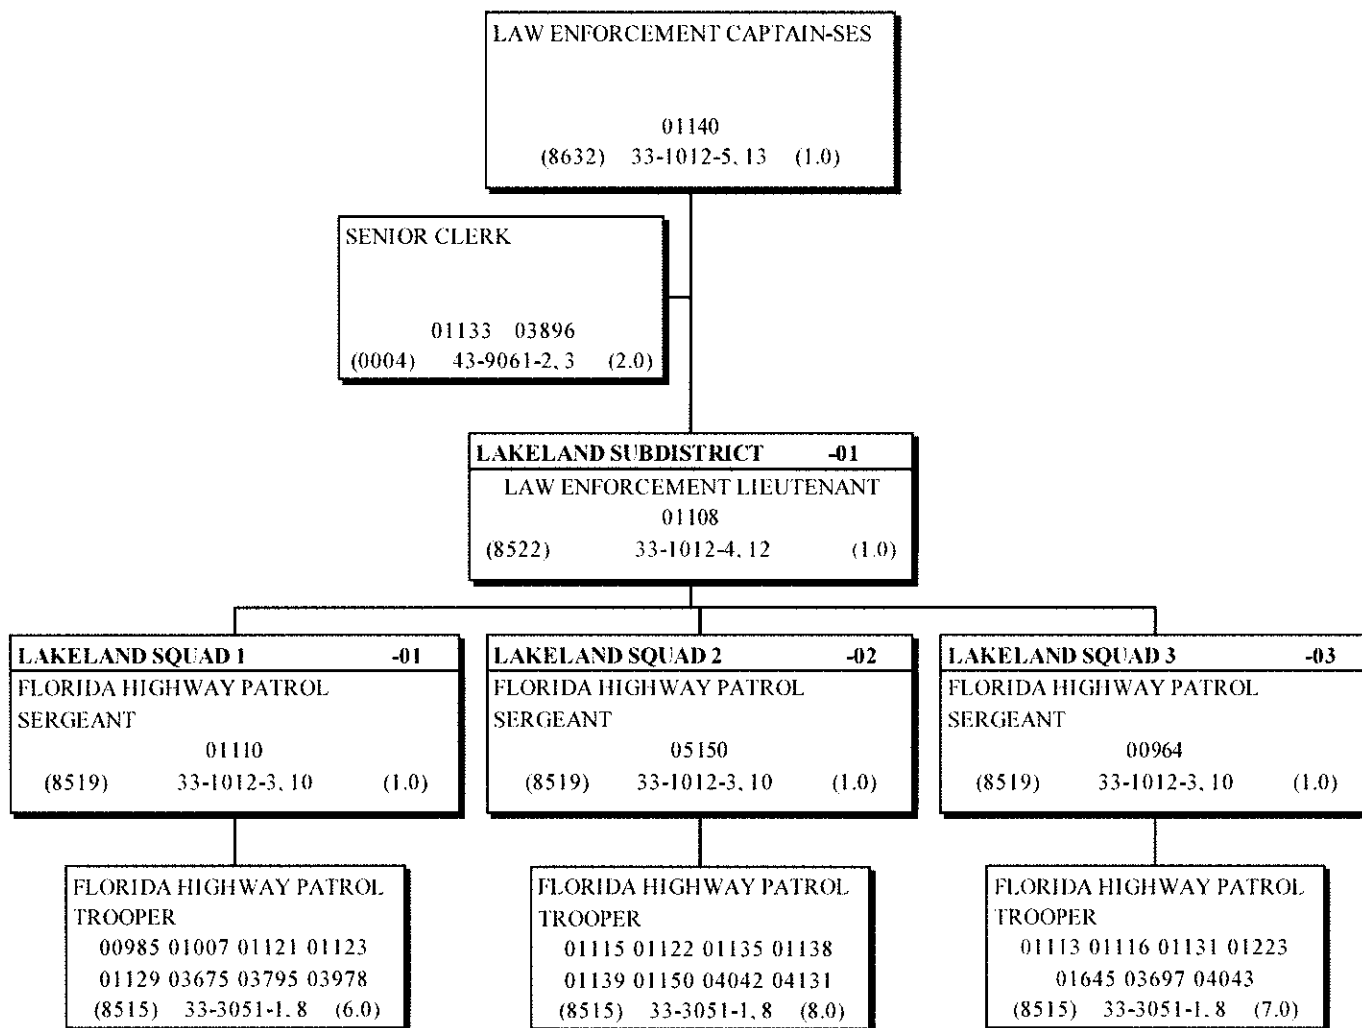 LAW ENFORCEMENT CAPTAIN-SES
01140
(8632) 33-1012-5, 13 (1.0)
SENIOR CLERK
01133 03896
(0004) 43-9061-2, 3 (2.0)
LAKELAND SUBDISTRICT -01
LAW ENFORCEMENT LIEUTENANT
01108
(8522) 33-1012-4, 12 (1.0)
LAKELAND SQUAD 1 -01
FLORIDA HIGHWAY PATROL
SERGEANT
01110
(8519) 33-1012-3, 10 (1.0)
FLORIDA HIGHWAY PATROL
TROOPER
00985 01007 01121 01123
01129 03675 03795 03978
(8515) 33-3051-1, 8 (6.0)
LAKELAND SQUAD 2 -02
FLORIDA HIGHWAY PATROL
SERGEANT
05150
(8519) 33-1012-3, 10 (1.0)
FLORIDA HIGHWAY PATROL
TROOPER
01115 01122 01135 01138
01139 01150 04042 04131
(8515) 33-3051-1, 8 (8.0)
LAKELAND SQUAD 3 -03
FLORIDA HIGHWAY PATROL
SERGEANT
00964
(8519) 33-1012-3, 10 (1.0)
FLORIDA HIGHWAY PATROL
TROOPER
01113 01116 01131 01223
01645 03697 04043
(8515) 33-3051-1, 8 (7.0)